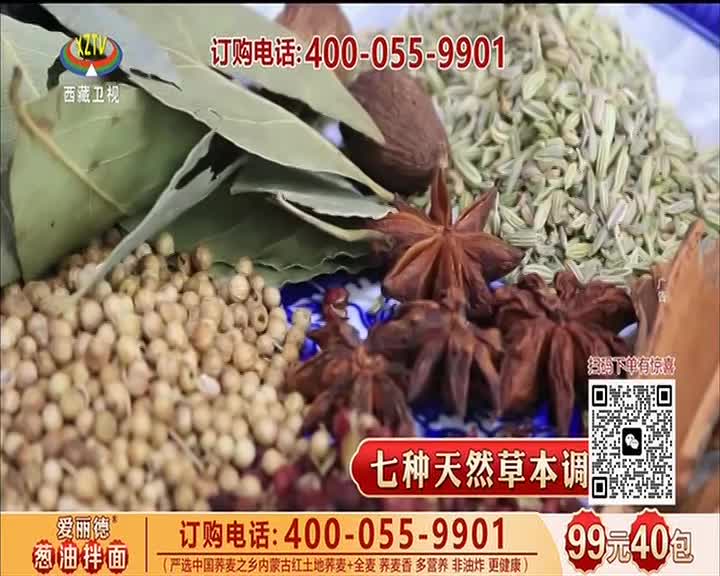 订购电话:400-055-9901
XZTV
西藏卫视
广告
扫码下单有惊喜
七种天然草本调
爱丽德®
葱油拌面
订购电话:400-055-9901
(严选中国荞麦之乡内蒙古红土地荞麦+全麦 荞麦香 多营养 非油炸 更健康)
99元40包